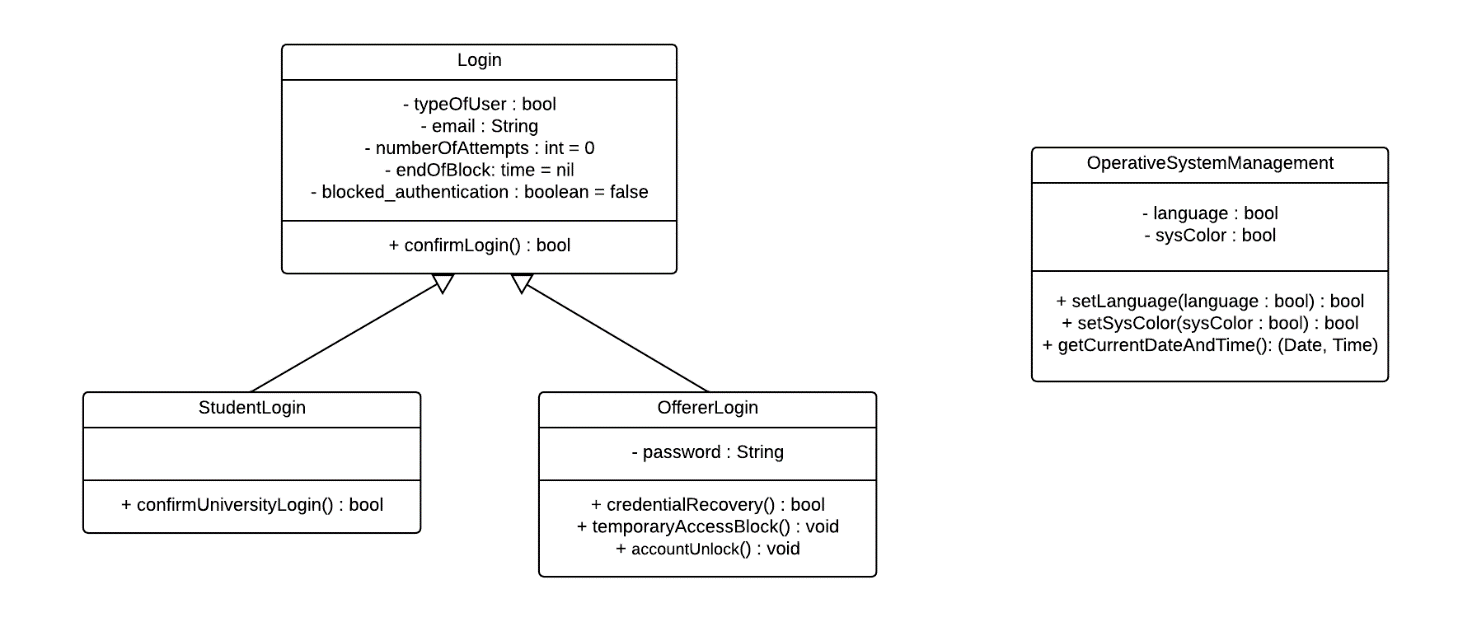 Login
- typeOfUser : bool
- email : String
- numberOfAttempts : int = 0
- endOfBlock: time = nil
- blocked_authentication : boolean = false
+ confirmLogin() : bool
OperativeSystemManagement
- language : bool
- sysColor : bool
+ setLanguage(language : bool) : bool
+ setSysColor(sysColor : bool) : bool
+ getCurrentDateAndTime(): (Date, Time)
StudentLogin
+ confirmUniversityLogin() : bool
OffererLogin
- password : String
+ credentialRecovery() : bool
+ temporaryAccessBlock() : void
+ accountUnlock() : void